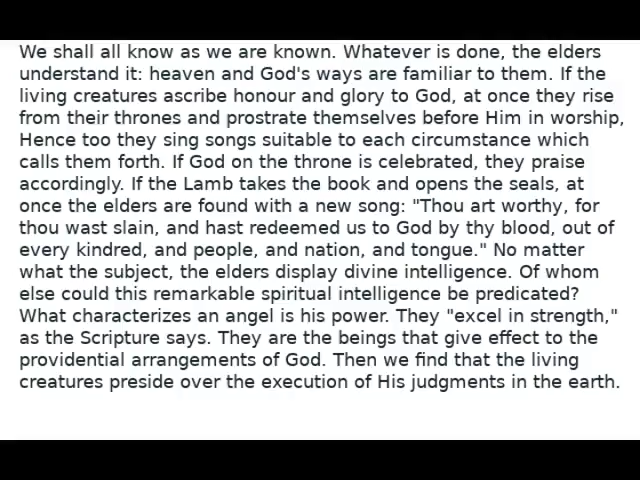 We shall all know as we are known. Whatever is done, the elders
understand it: heaven and God's ways are familiar to them. If the
living creatures ascribe honour and glory to God, at once they rise
from their thrones and prostrate themselves before Him in worship,
Hence too they sing songs suitable to each circumstance which
calls them forth. If God on the throne is celebrated, they praise
accordingly. If the Lamb takes the book and opens the seals, at
once the elders are found with a new song: "Thou art worthy, for
thou wast slain, and hast redeemed us to God by thy blood, out of
every kindred, and people, and nation, and tongue." No matter
what the subject, the elders display divine intelligence. Of whom
else could this remarkable spiritual intelligence be predicated?
What characterizes an angel is his power. They "excel in strength,"
as the Scripture says. They are the beings that give effect to the
providential arrangements of God. Then we find that the living
creatures preside over the execution of His judgments in the earth.